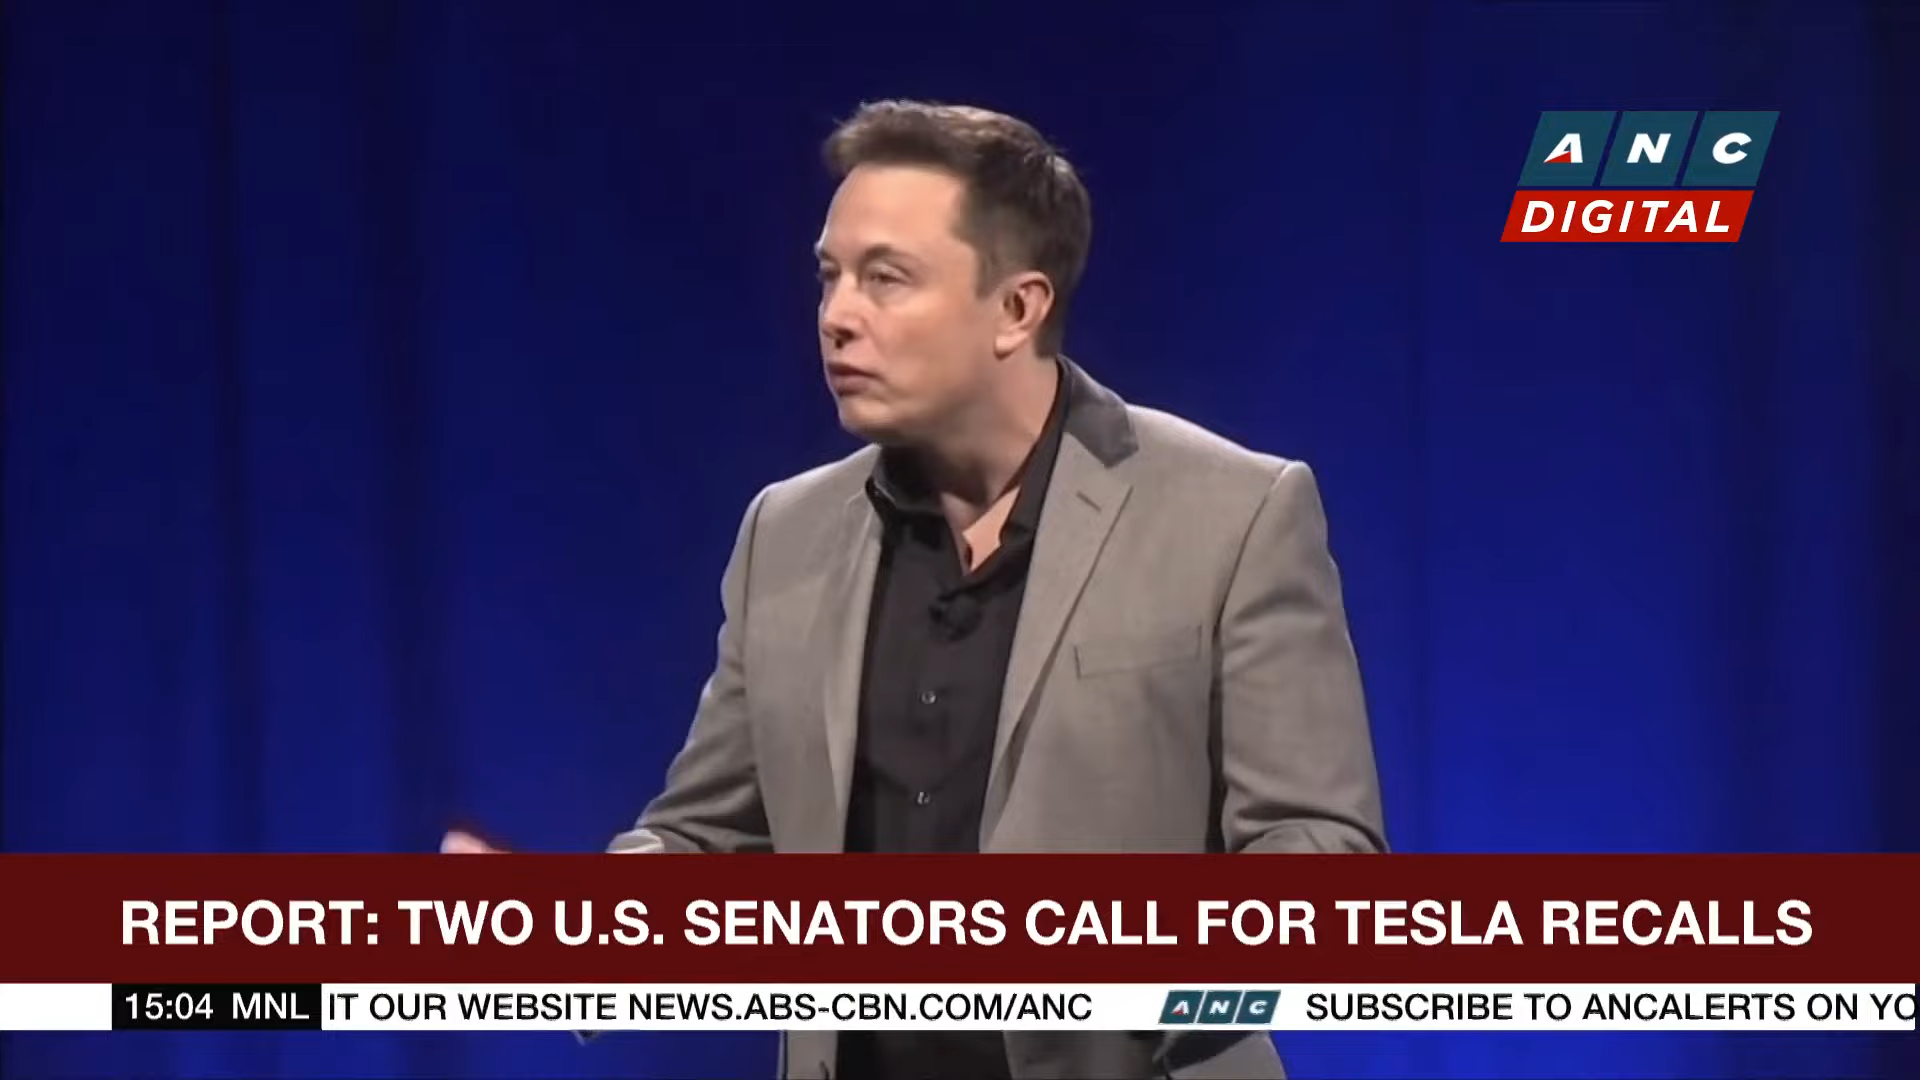 ANC
DIGITAL
REPORT: TWO U.S. SENATORS CALL FOR TESLA RECALLS
15:04 MNL IT OUR WEBSITE NEWS.ABS-CBN.COM/ANC ANC SUBSCRIBE TO ANCALERTS ON YO